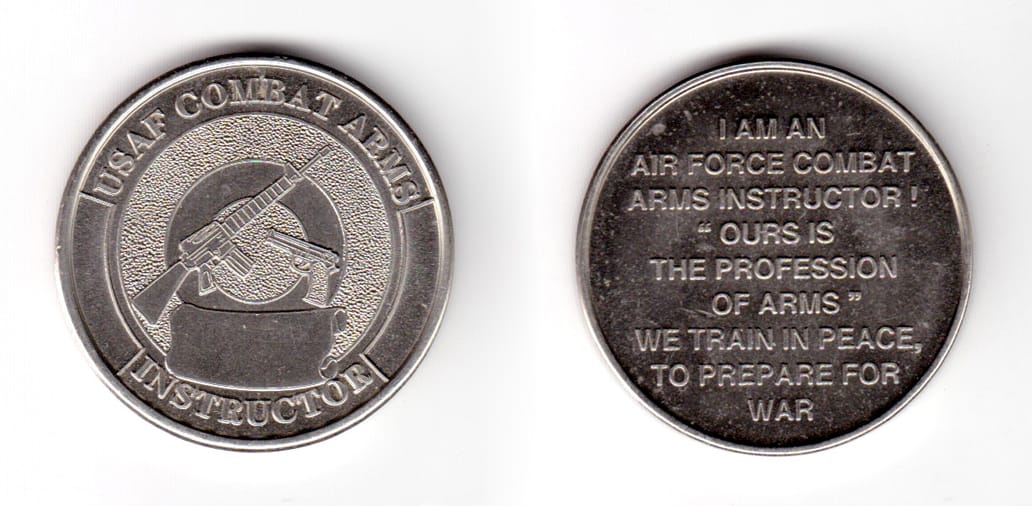 USAF COMBAT ARMS
INSTRUCTOR
I AM AN
AIR FORCE COMBAT
ARMS INSTRUCTOR !
“ OURS IS
THE PROFESSION
OF ARMS ”
WE TRAIN IN PEACE,
TO PREPARE FOR
WAR